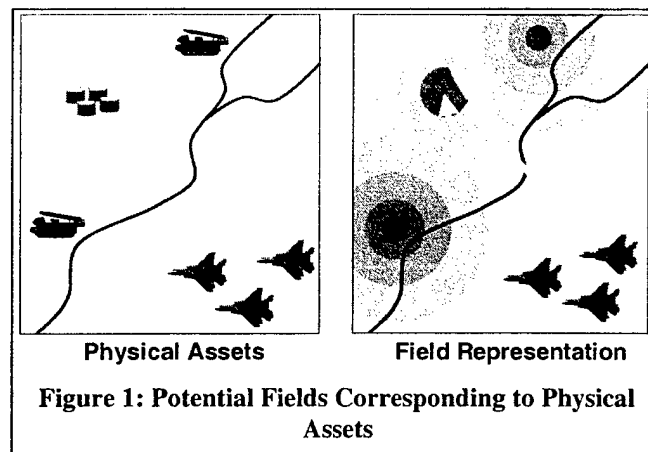 Physical Assets
Field Representation
Figure 1: Potential Fields Corresponding to Physical
Assets